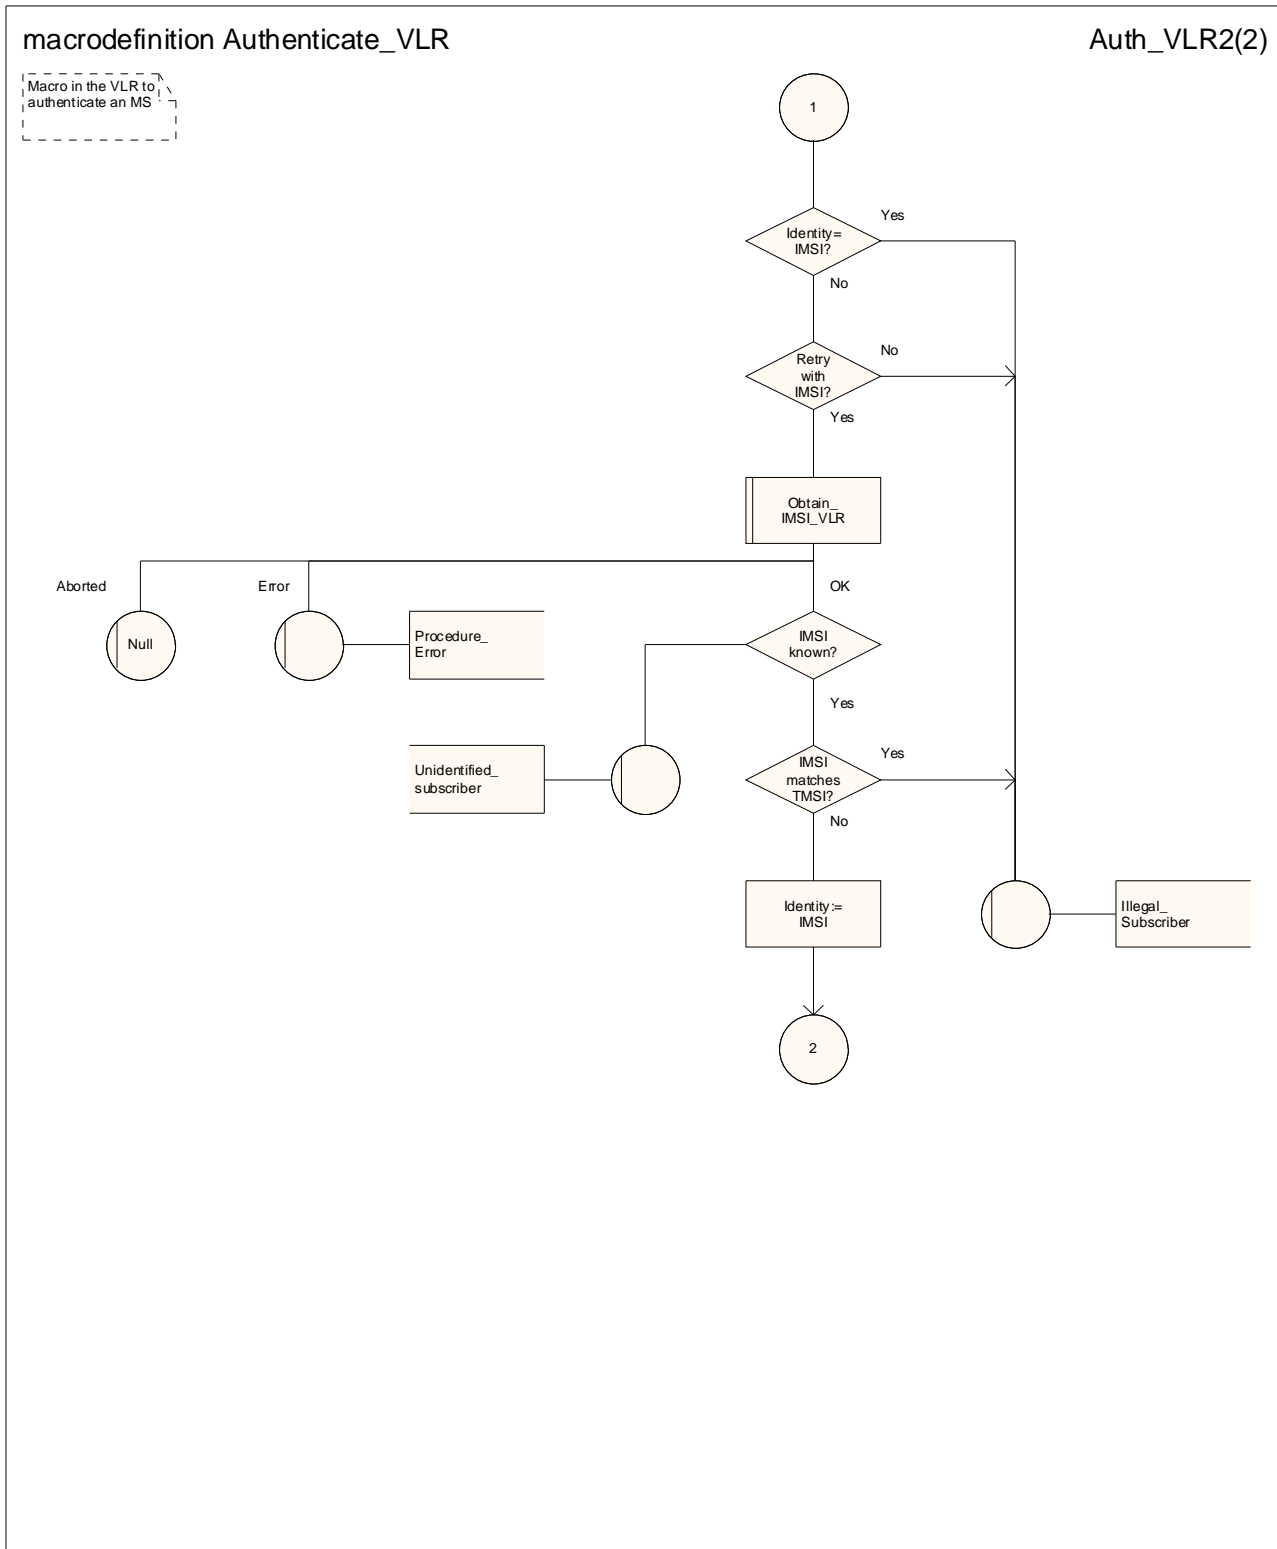 macrodefinition Authenticate_VLR
Auth_VLR2(2)
Macro in the VLR to
authenticate an MS
1
Yes
Identity=
IMSI?
No
No
Retry
with
IMSI?
Yes
Obtain_
IMSI_VLR
Aborted
Error
OK
Null
Procedure_
Error
IMSI
known?
Yes
Unidentified_
subscriber
IMSI
matches
TMSI?
Yes
No
Identity:=
IMSI
Illegal_
Subscriber
2